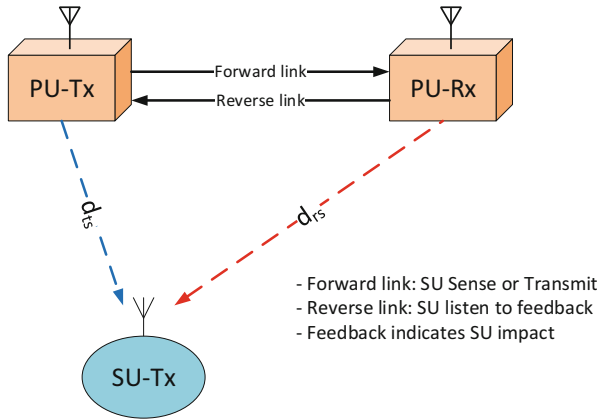 PU-Tx
Forward link
PU-Rx
Reverse link
dts
drs
- Forward link: SU Sense or Transmit
- Reverse link: SU listen to feedback
- Feedback indicates SU impact
SU-Tx